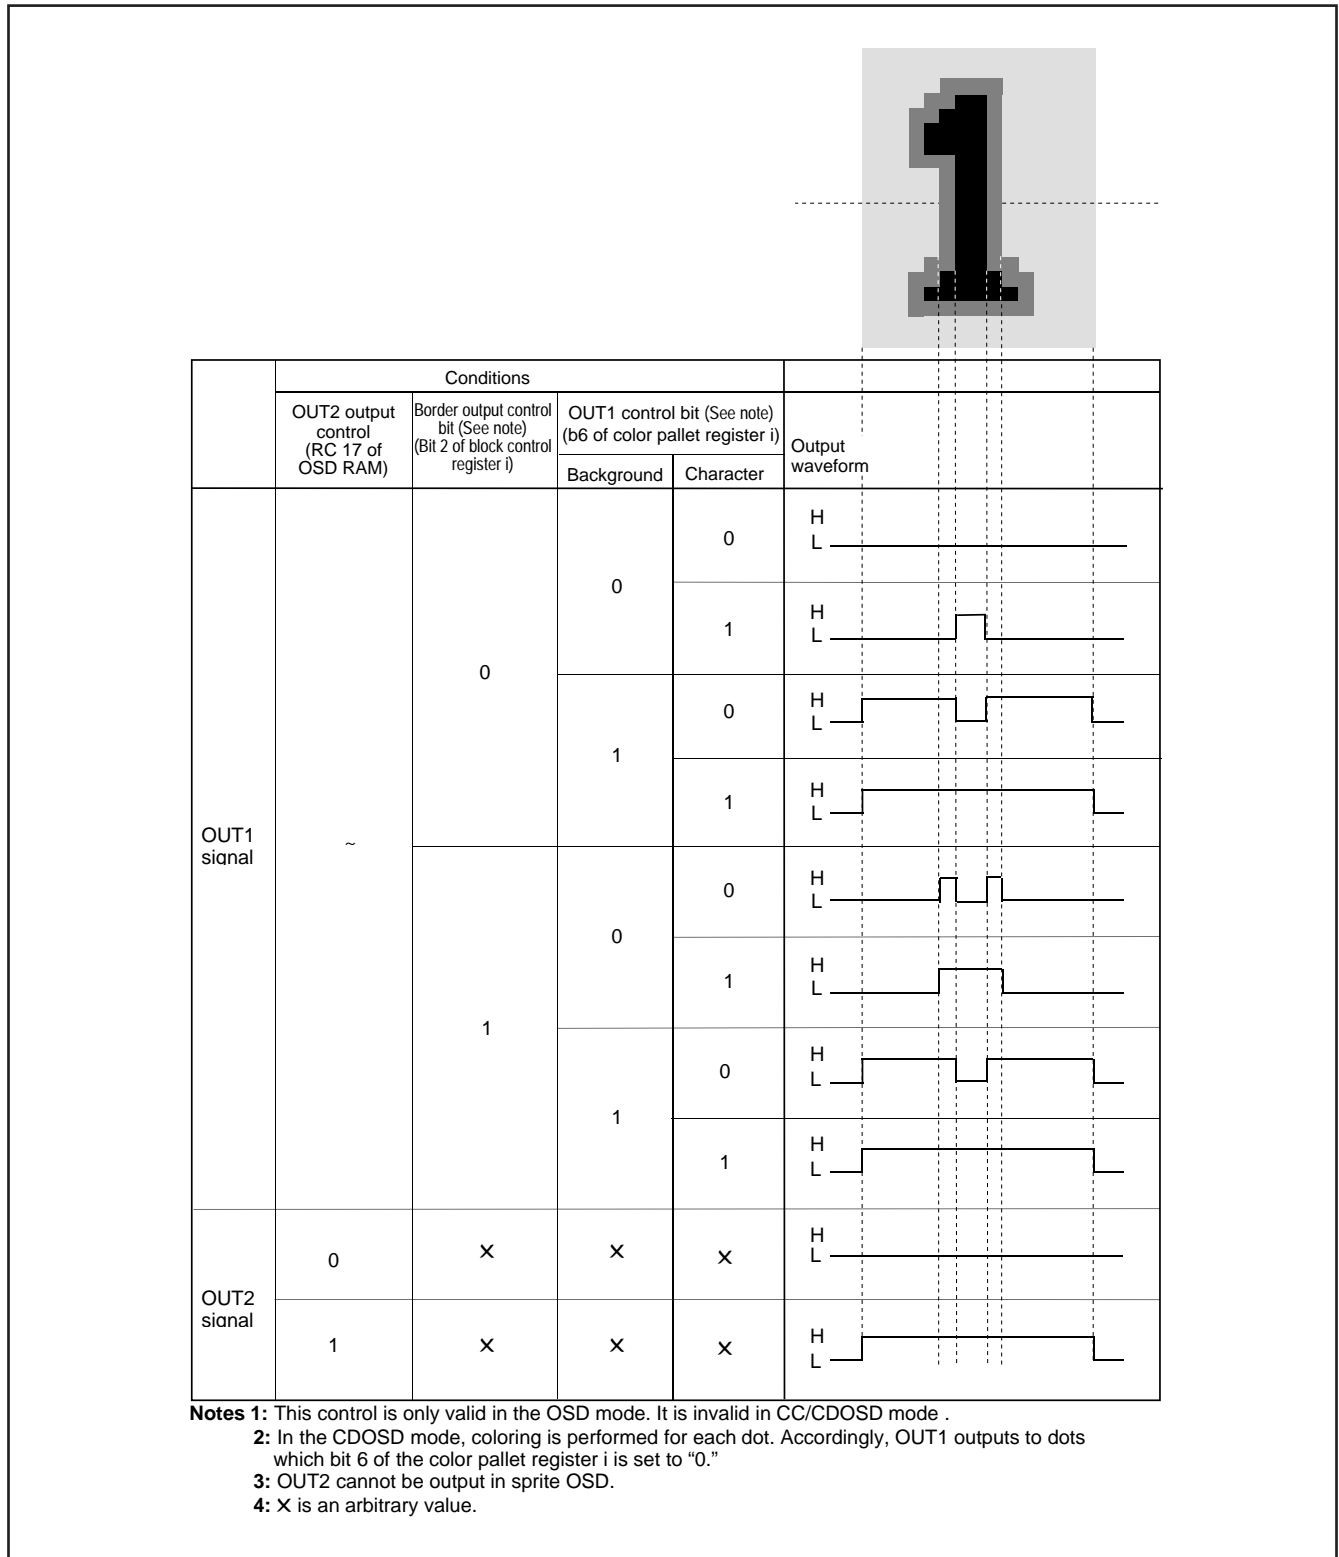 1
Conditions
OUT2 output
control
(RC 17 of
OSD RAM)
Border output control
bit (See note)
(Bit 2 of block control
register i)
OUT1 control bit (See note)
(b6 of color pallet register i)
Background
Character
Output
waveform
OUT1
signal
~
0
0
0
H
L
1
H
L
1
0
H
L
1
H
L
1
0
0
H
L
1
H
L
1
0
H
L
1
H
L
OUT2
signal
0 X X X
H
L
1 X X X
H
L
Notes 1: This control is only valid in the OSD mode. It is invalid in CC/CDOSD mode .
2: In the CDOSD mode, coloring is performed for each dot. Accordingly, OUT1 outputs to dots
which bit 6 of the color pallet register i is set to “0.”
3: OUT2 cannot be output in sprite OSD.
4: X is an arbitrary value.